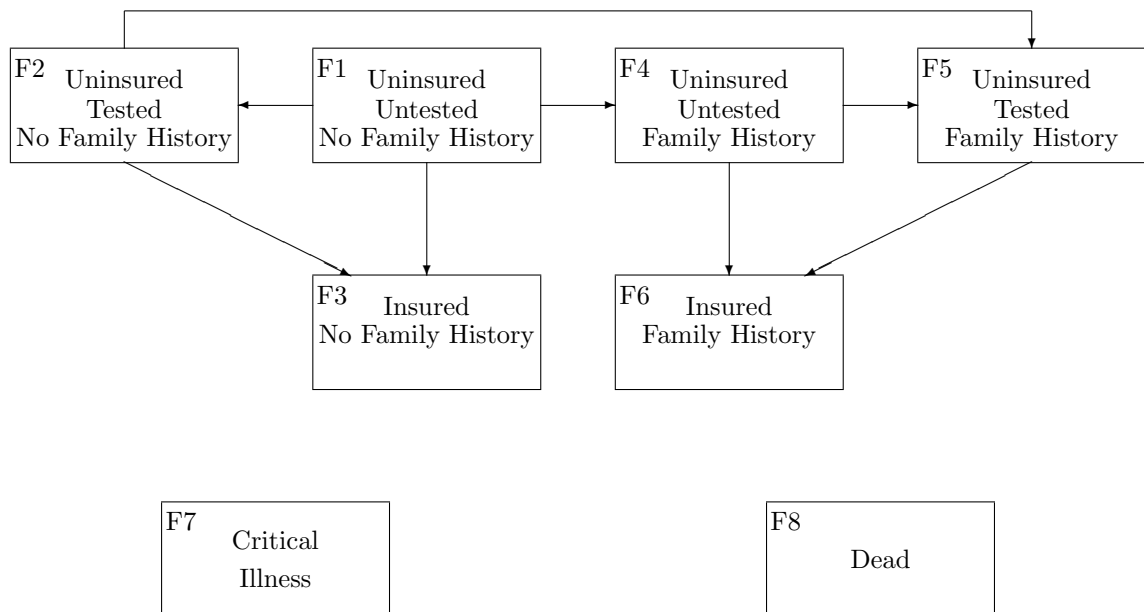 F2
Uninsured
Tested
No Family History
F1
Uninsured
Untested
No Family History
F4
Uninsured
Untested
Family History
F5
Uninsured
Tested
Family History
F3
Insured
No Family History
F6
Insured
Family History
F7
Critical
Illness
F8
Dead